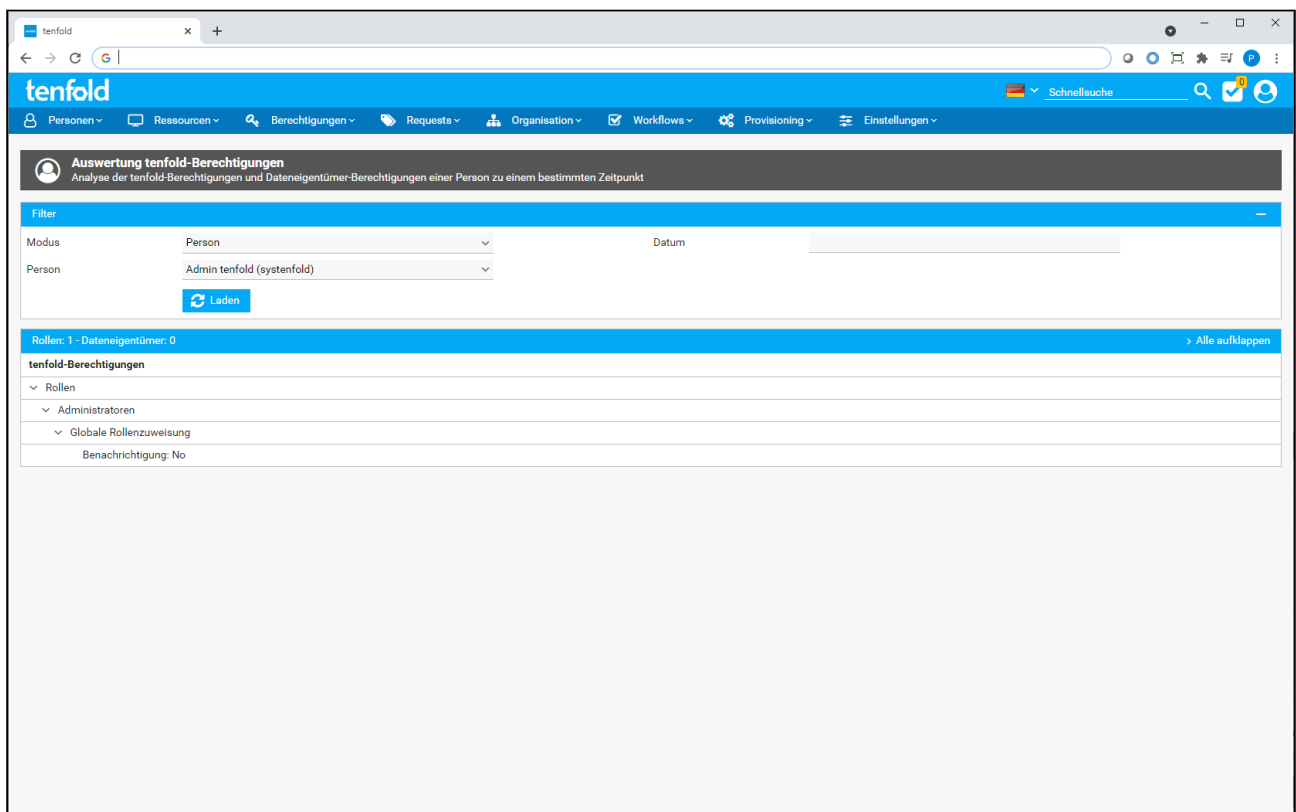 tenfold
tenfold
Schnellsuche
0
P
Personen
Ressourcen
Berechtigungen
Requests
Organisation
Workflows
Provisioning
Einstellungen
Auswertung tenfold-Berechtigungen
Analyse der tenfold-Berechtigungen und Dateneigentümer-Berechtigungen einer Person zu einem bestimmten Zeitpunkt
Filter
Modus Person Datum
Person Admin tenfold (systenfold)
Laden
Rollen: 1 - Dateneigentümer: 0 > Alle aufklappen
tenfold-Berechtigungen
Rollen
Administratoren
Globale Rollenzuweisung
Benachrichtigung: No